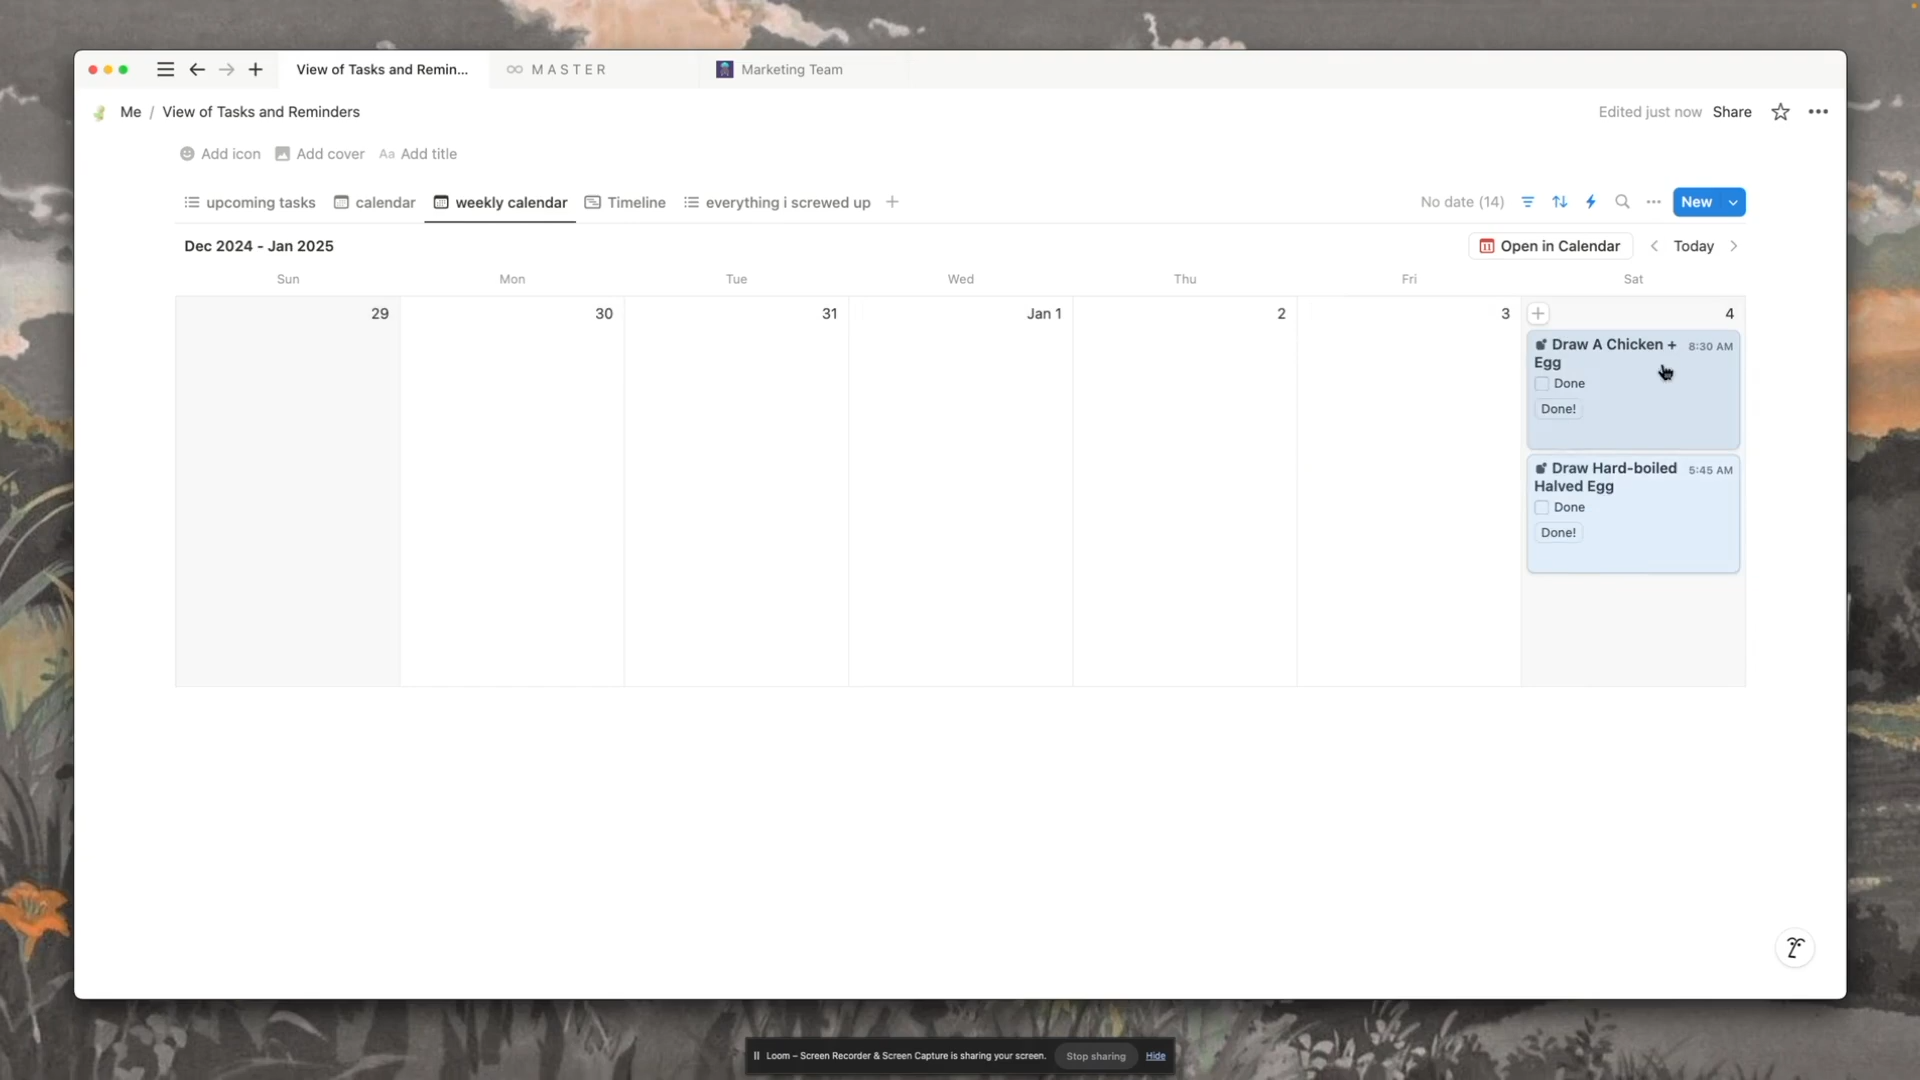 View of Tasks and Remin...
MASTER
Marketing Team
Me / View of Tasks and Reminders
Edited just now
Share
Add icon
Add cover
Aa Add title
upcoming tasks
calendar
weekly calendar
Timeline
everything i screwed up
No date (14)
New
Dec 2024 - Jan 2025
11 Open in Calendar
Today
Sun
Mon
Tue
Wed
Thu
Fri
Sat
29
30
31
Jan 1
2
3
4
Draw A Chicken +
Egg
8:30 AM
Done
Done!
Draw Hard-boiled
Halved Egg
5:45 AM
Done
Done!
Loom – Screen Recorder & Screen Capture is sharing your screen.
Stop sharing
Hide